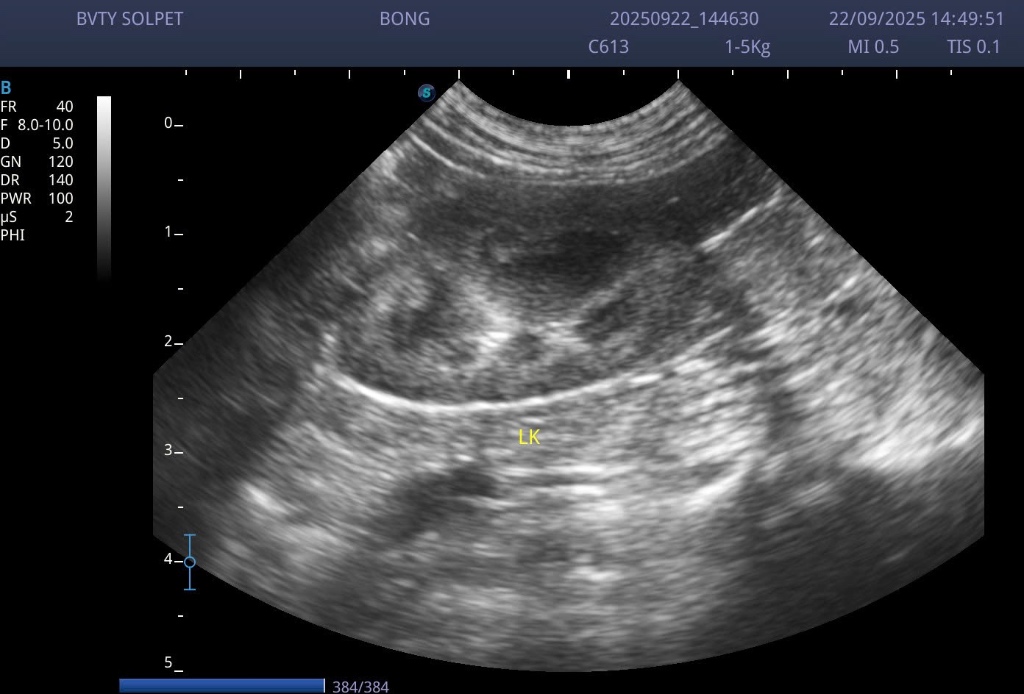 BVTY SOLPET BONG 20250922_144630 22/09/2025 14:49:51
C613 1-5Kg MI 0.5 TIS 0.1
B
FR 40
F 8.0-10.0
D 5.0
GN 120
DR 140
PWR 100
µS 2
PHI
S
0
1
2
3
4
5
LK
384/384